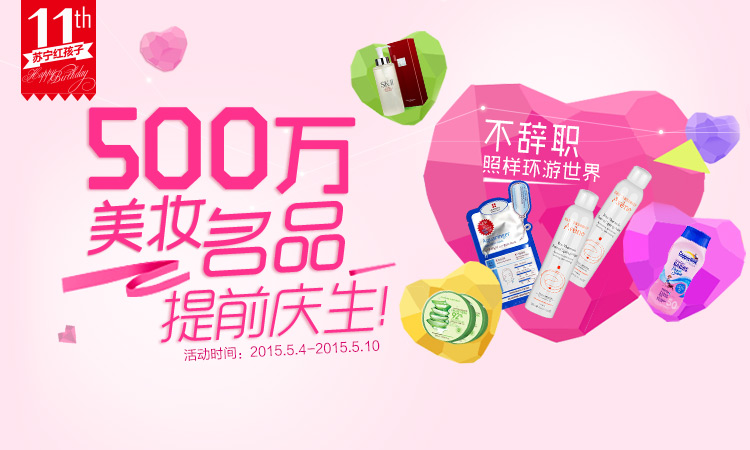 11th
苏宁红孩子
Happy Birthday
500万
美妆名品
提前庆生!
活动时间：2015.5.4-2015.5.10
不辞职
照样环游世界
SK-II